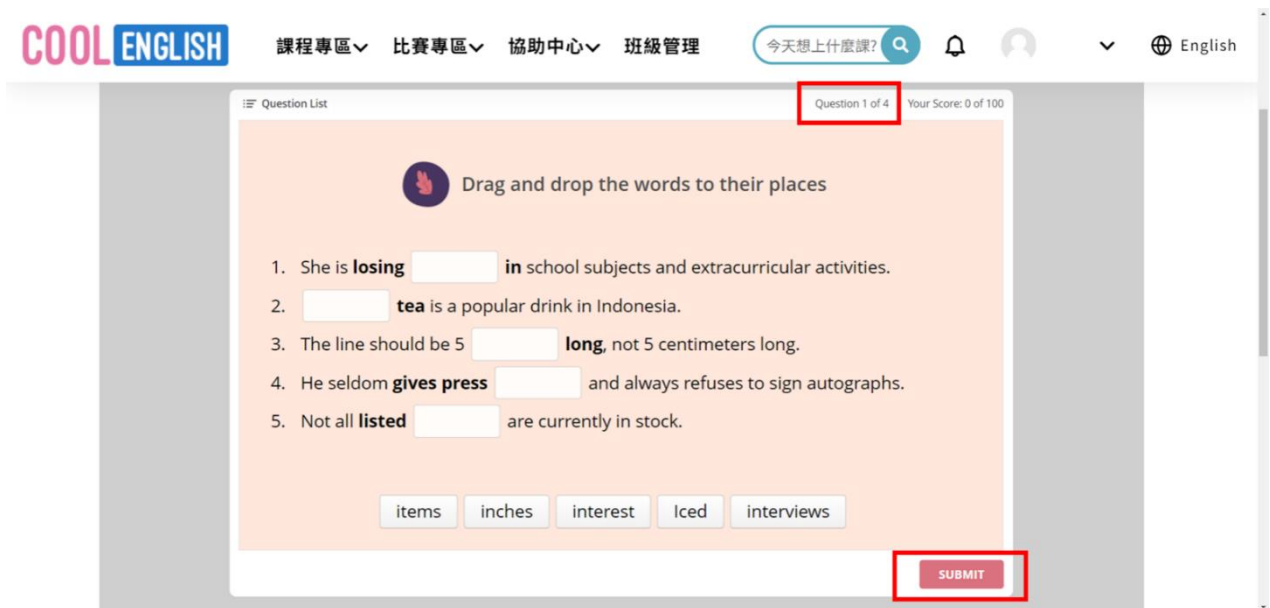 COOL ENGLISH 課程專區 比賽專區 協助中心 班級管理 今天想上什麼課? English
Question List Question 1 of 4 Your Score: 0 of 100
Drag and drop the words to their places
1. She is losing in school subjects and extracurricular activities.
2. tea is a popular drink in Indonesia.
3. The line should be 5 long, not 5 centimeters long.
4. He seldom gives press and always refuses to sign autographs.
5. Not all listed are currently in stock.
items inches interest Iced interviews
SUBMIT